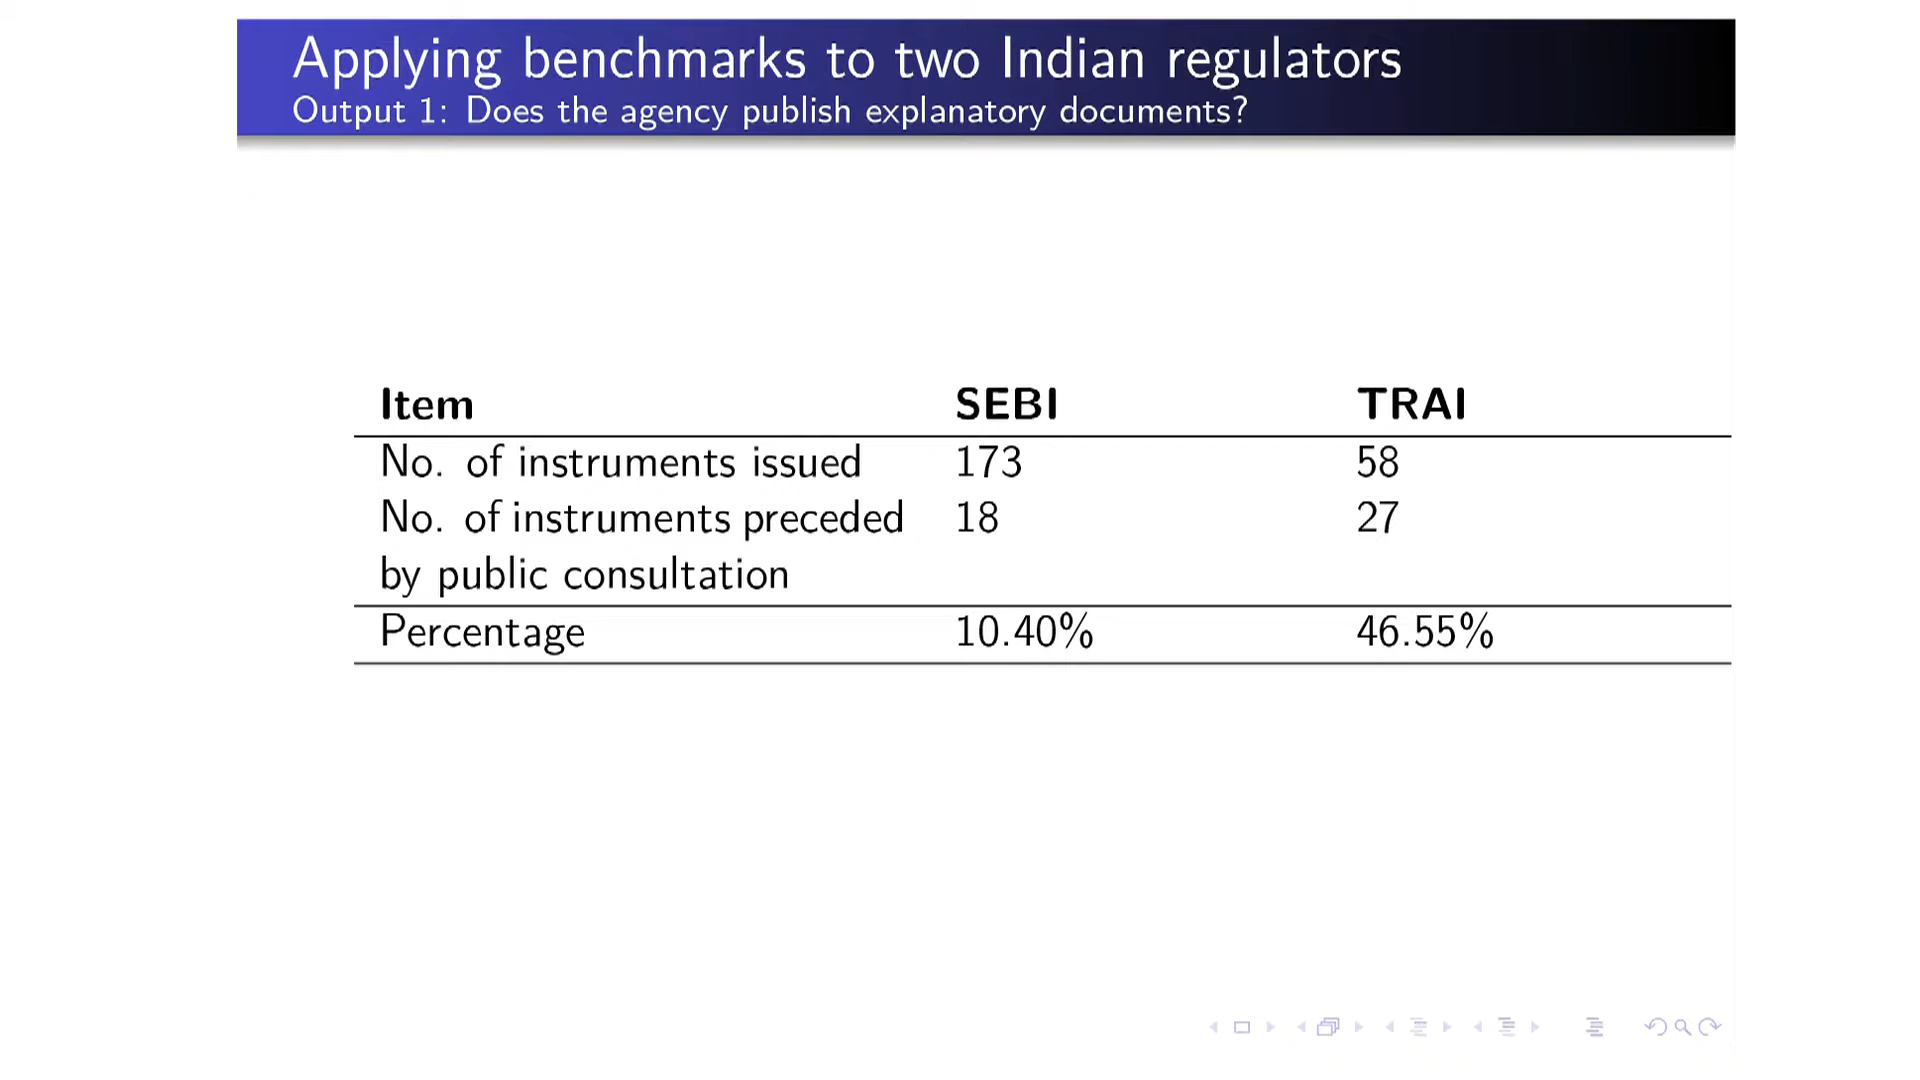 Applying benchmarks to two Indian regulators
Output 1: Does the agency publish explanatory documents?
Item SEBI TRAI
No. of instruments issued 173 58
No. of instruments preceded 18 27
by public consultation
Percentage 10.40% 46.55%